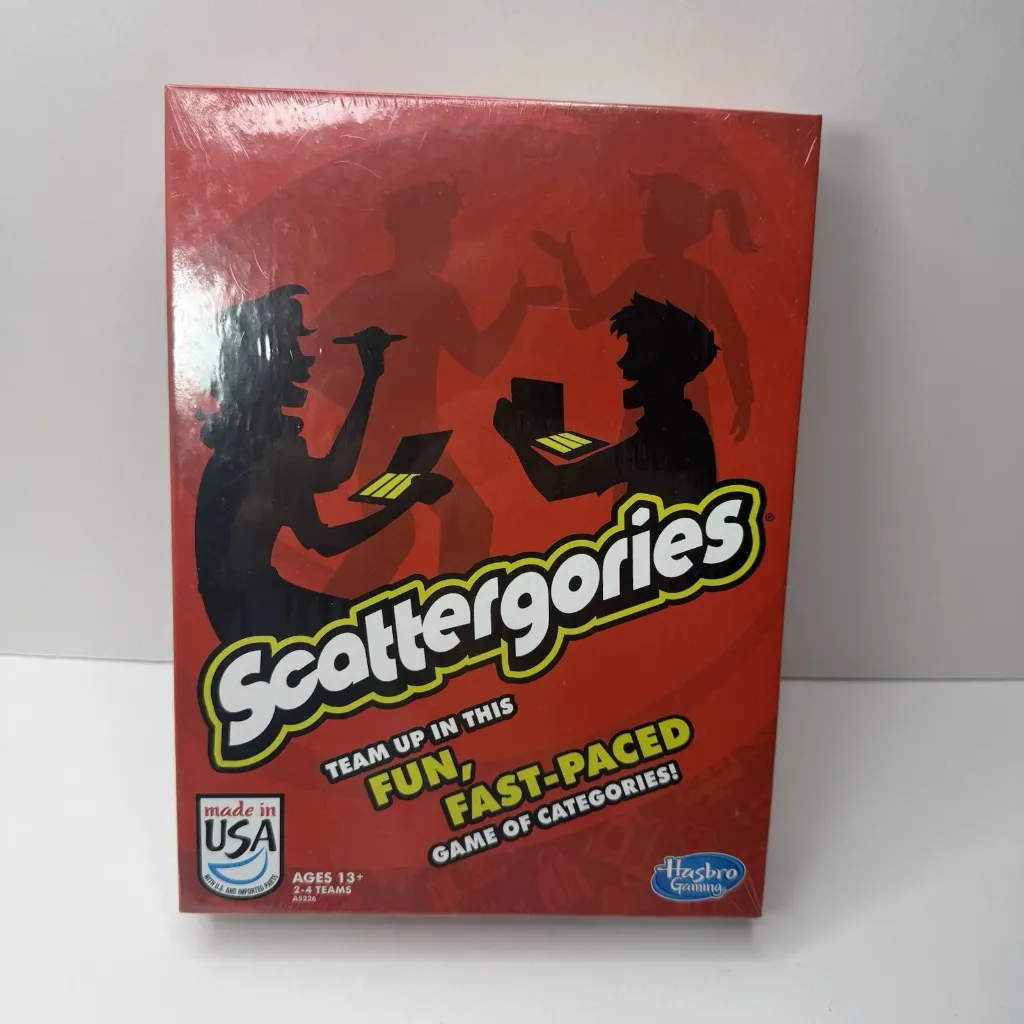 Scattergories®
TEAM UP IN THIS
FUN,
FAST-PACED
GAME OF CATEGORIES!
made in
USA
WITH U.S. AND IMPORTED PARTS
AGES 13+
2-4 TEAMS
A5226
Hasbro
Gaming